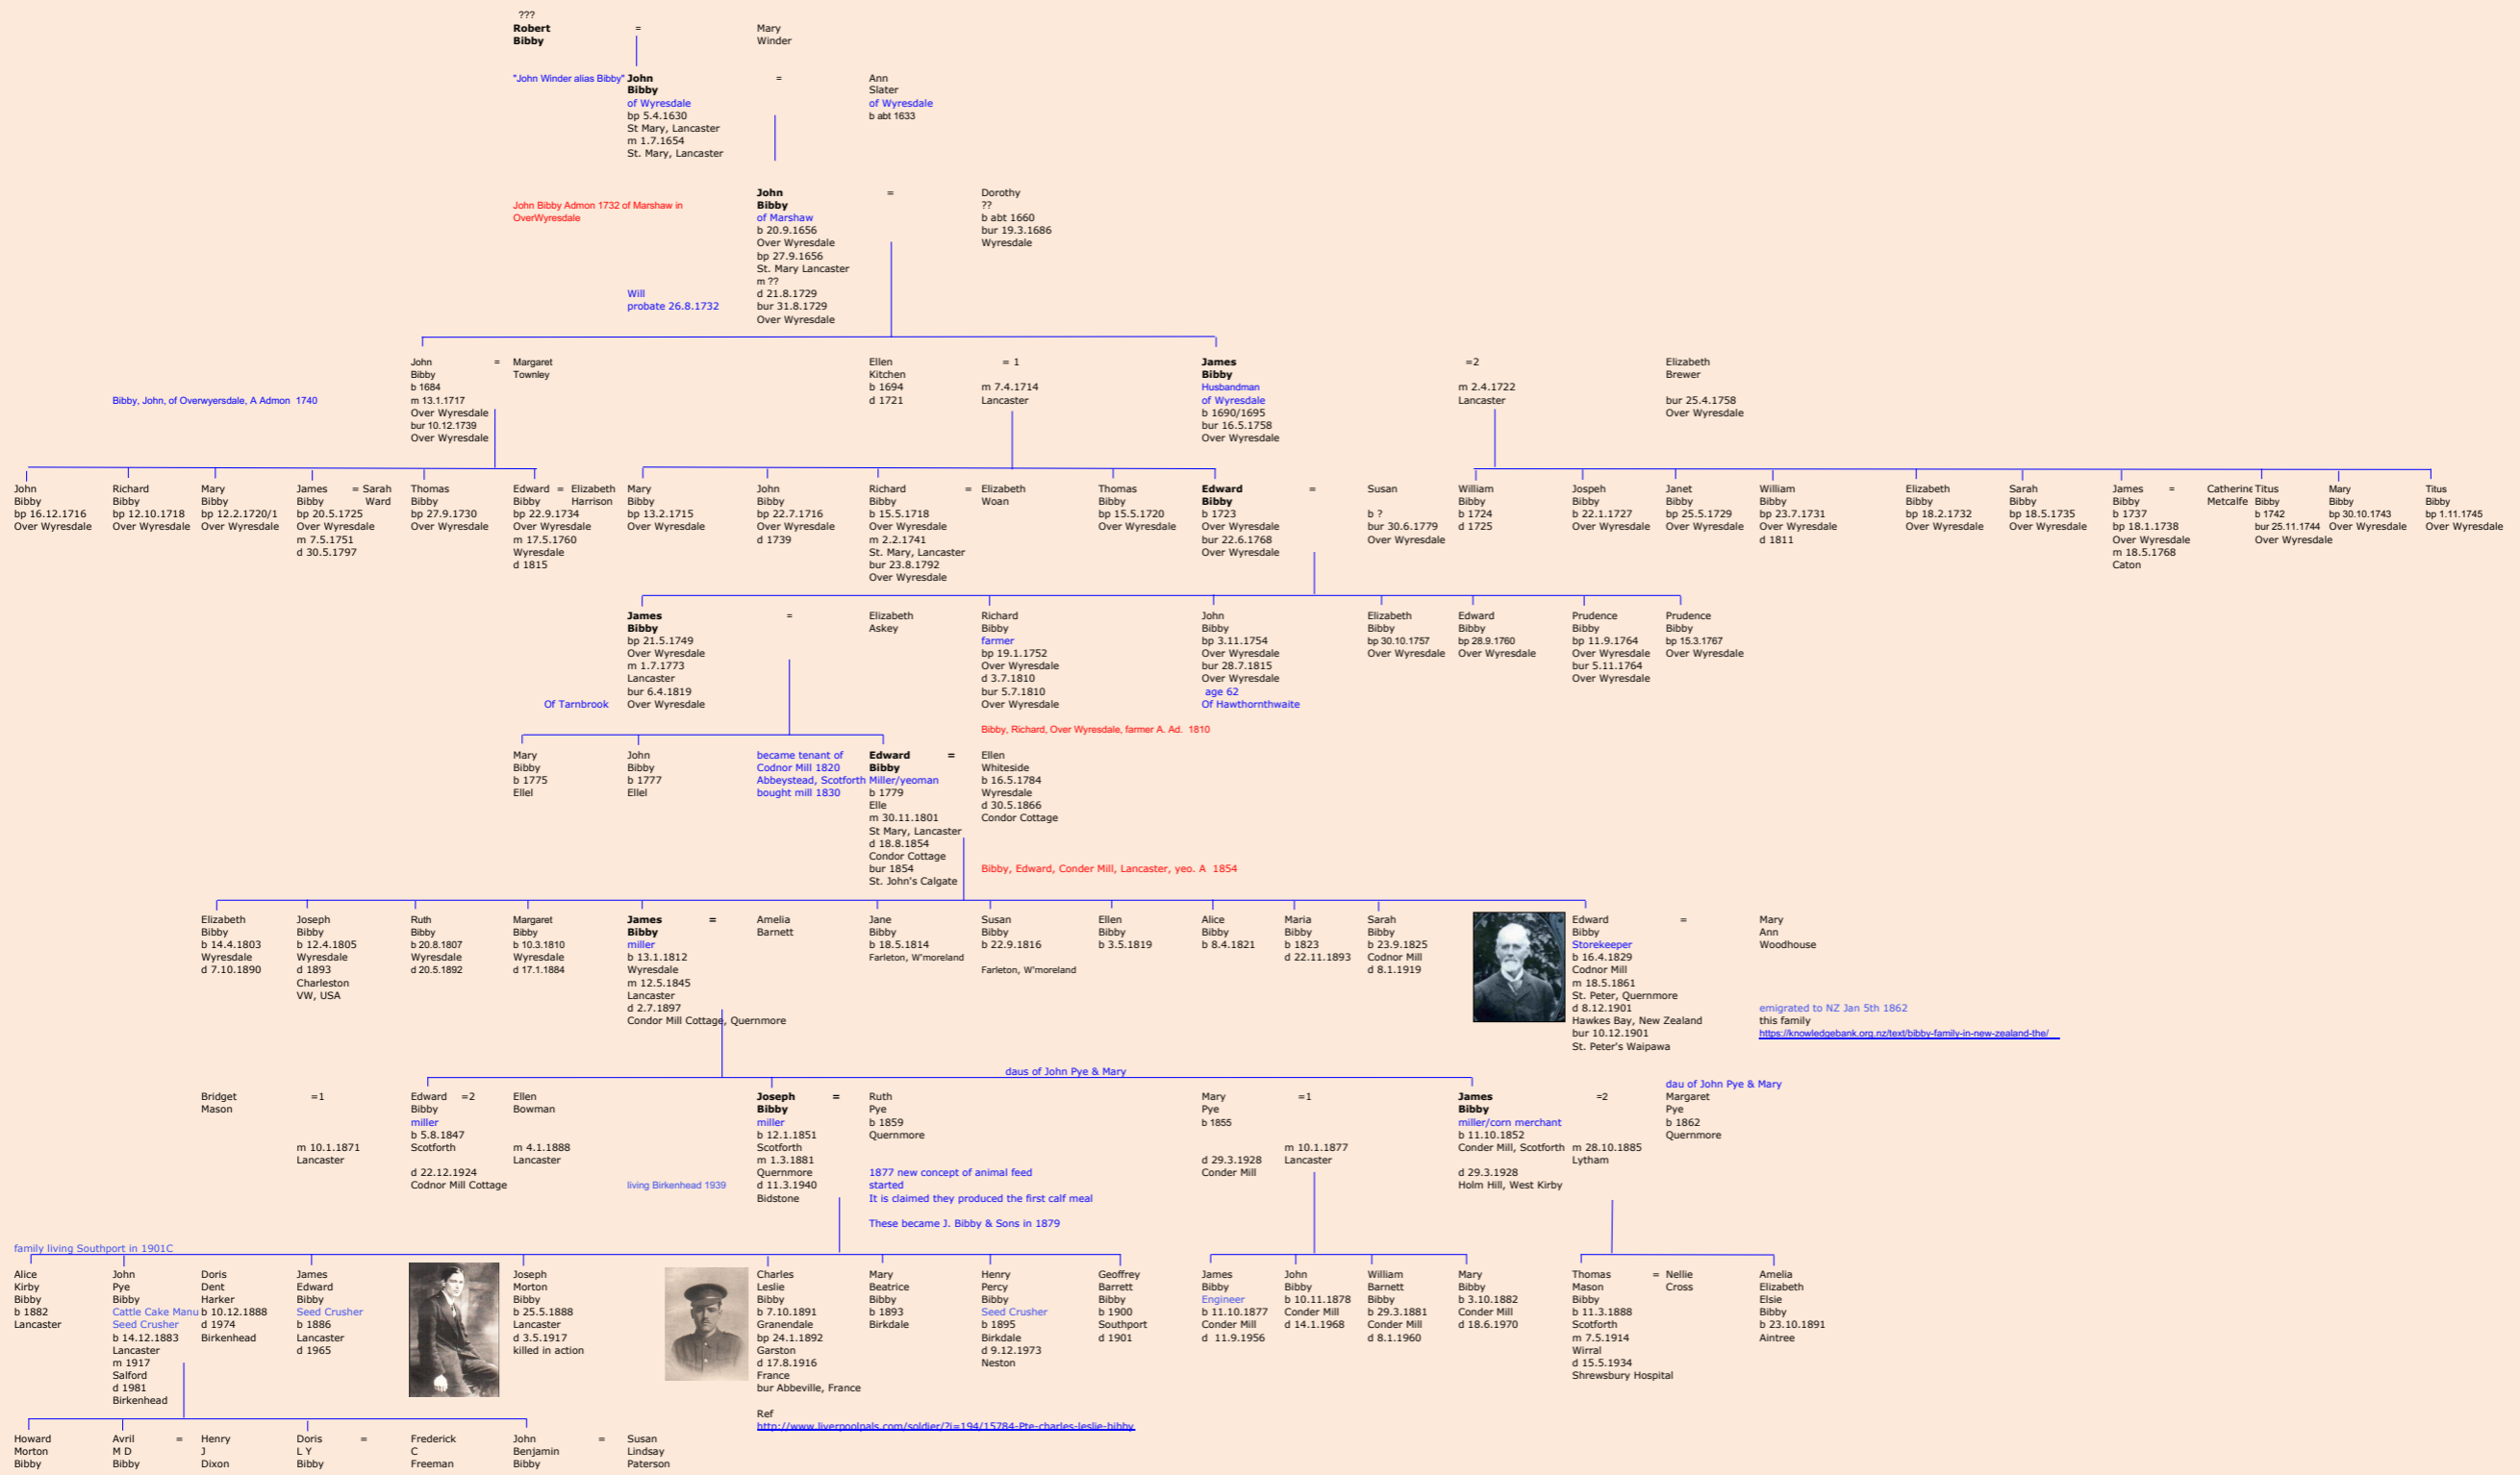 ???
Robert = Mary
Bibby Winder
"John Winder alias Bibby" John = Ann
Bibby Slater
of Wyresdale of Wyresdale
bp 5.4.1630 b abt 1633
St Mary, Lancaster
m 1.7.1654
St. Mary, Lancaster
John = Dorothy
John Bibby Admon 1732 of Marshaw in Bibby ??
OverWyresdale of Marshaw b abt 1660
b 20.9.1656 bur 19.3.1686
Over Wyresdale Wyresdale
bp 27.9.1656
St. Mary Lancaster
m ??
Will d 21.8.1729
probate 26.8.1732 bur 31.8.1729
Over Wyresdale
John = Margaret Ellen = 1 James =2 Elizabeth
Bibby Townley Kitchen Bibby Brewer
b 1684 b 1694 m 7.4.1714 Husbandman m 2.4.1722
Bibby, John, of Overwyersdale, A Admon 1740 m 13.1.1717 d 1721 Lancaster of Wyresdale Lancaster bur 25.4.1758
Over Wyresdale b 1690/1695 Over Wyresdale
bur 10.12.1739 bur 16.5.1758
Over Wyresdale Over Wyresdale
John Richard Mary James = Sarah Thomas Edward = Elizabeth Mary John Richard = Elizabeth Thomas Edward = Susan William Jospeh Janet William Elizabeth Sarah James = Catherine Titus Mary Titus
Bibby Bibby Bibby Bibby Ward Bibby Bibby Harrison Bibby Bibby Bibby Woan Bibby Bibby Bibby Bibby Bibby Bibby Bibby Bibby Bibby Metcalfe Bibby Bibby Bibby
bp 16.12.1716 bp 12.10.1718 bp 12.2.1720/1 bp 20.5.1725 bp 27.9.1730 bp 22.9.1734 bp 13.2.1715 bp 22.7.1716 b 15.5.1718 bp 15.5.1720 b 1723 b ? b 1724 b 22.1.1727 bp 25.5.1729 bp 23.7.1731 bp 18.2.1732 bp 18.5.1735 b 1737 b 1742 bp 30.10.1743 bp 1.11.1745
Over Wyresdale Over Wyresdale Over Wyresdale Over Wyresdale Over Wyresdale Over Wyresdale Over Wyresdale Over Wyresdale Over Wyresdale Over Wyresdale Over Wyresdale bur 30.6.1779 d 1725 Over Wyresdale Over Wyresdale Over Wyresdale Over Wyresdale Over Wyresdale bp 18.1.1738 bur 25.11.1744 Over Wyresdale Over Wyresdale
m 7.5.1751 m 17.5.1760 d 1739 m 2.2.1741 bur 22.6.1768 Over Wyresdale d 1811 Over Wyresdale Over Wyresdale
d 30.5.1797 Wyresdale St. Mary, Lancaster Over Wyresdale m 18.5.1768
d 1815 bur 23.8.1792 Caton
Over Wyresdale
James = Elizabeth Richard John Elizabeth Edward Prudence Prudence
Bibby Askey Bibby Bibby Bibby Bibby Bibby Bibby
bp 21.5.1749 farmer bp 3.11.1754 bp 30.10.1757 bp 28.9.1760 bp 11.9.1764 bp 15.3.1767
Over Wyresdale bp 19.1.1752 Over Wyresdale Over Wyresdale Over Wyresdale Over Wyresdale Over Wyresdale
m 1.7.1773 Over Wyresdale bur 28.7.1815 bur 5.11.1764
Lancaster d 3.7.1810 Over Wyresdale Over Wyresdale
bur 6.4.1819 bur 5.7.1810 age 62
Of Tarnbrook Over Wyresdale Over Wyresdale Of Hawthornthwaite
Bibby, Richard, Over Wyresdale, farmer A. Ad. 1810
Mary John became tenant of Edward = Ellen
Bibby Bibby Codnor Mill 1820 Bibby Whiteside
b 1775 b 1777 Abbeystead, Scotforth Miller/yeoman b 16.5.1784
Ellel Ellel bought mill 1830 b 1779 Wyresdale
Elle d 30.5.1866
m 30.11.1801 Condor Cottage
St Mary, Lancaster
d 18.8.1854
Condor Cottage
bur 1854 Bibby, Edward, Conder Mill, Lancaster, yeo. A 1854
St. John's Calgate
Elizabeth Joseph Ruth Margaret James = Amelia Jane Susan Ellen Alice Maria Sarah Edward = Mary
Bibby Bibby Bibby Bibby Bibby Barnett Bibby Bibby Bibby Bibby Bibby Bibby Bibby Ann
b 14.4.1803 b 12.4.1805 b 20.8.1807 b 10.3.1810 miller b 18.5.1814 b 22.9.1816 b 3.5.1819 b 8.4.1821 b 1823 b 23.9.1825 Storekeeper Woodhouse
Wyresdale Wyresdale Wyresdale Wyresdale b 13.1.1812 Farleton, W'moreland d 22.11.1893 Codnor Mill b 16.4.1829
d 7.10.1890 d 1893 d 20.5.1892 d 17.1.1884 Wyresdale Farleton, W'moreland d 8.1.1919 Codnor Mill
Charleston m 12.5.1845 m 18.5.1861
VW, USA Lancaster St. Peter, Quernmore
d 2.7.1897 d 8.12.1901 emigrated to NZ Jan 5th 1862
Condor Mill Cottage, Quernmore Hawkes Bay, New Zealand this family
bur 10.12.1901 https://knowledgebank.org.nz/text/bibby-family-in-new-zealand-the/
St. Peter's Waipawa
daus of John Pye & Mary
dau of John Pye & Mary
Bridget =1 Edward =2 Ellen Joseph = Ruth Mary =1 James =2 Margaret
Mason Bibby Bowman Bibby Pye Pye Bibby Pye
miller miller b 1859 b 1855 miller/corn merchant b 1862
b 5.8.1847 b 12.1.1851 Quernmore b 11.10.1852 Quernmore
m 10.1.1871 Scotforth m 4.1.1888 Scotforth m 10.1.1877 Conder Mill, Scotforth m 28.10.1885
Lancaster Lancaster m 1.3.1881 d 29.3.1928 Lancaster Lytham
d 22.12.1924 Quernmore 1877 new concept of animal feed Conder Mill d 29.3.1928
Codnor Mill Cottage living Birkenhead 1939 d 11.3.1940 started Holm Hill, West Kirby
Bidstone It is claimed they produced the first calf meal
These became J. Bibby & Sons in 1879
family living Southport in 1901C
Alice John Doris James Joseph Charles Mary Henry Geoffrey James John William Mary Thomas = Nellie Amelia
Kirby Pye Dent Edward Morton Leslie Beatrice Percy Barrett Bibby Bibby Barnett Bibby Mason Cross Elizabeth
Bibby Bibby Harker Bibby Bibby Bibby Bibby Bibby Bibby Engineer b 10.11.1878 Bibby b 3.10.1882 Bibby Elsie
b 1882 Cattle Cake Manu b 10.12.1888 Seed Crusher b 25.5.1888 b 7.10.1891 b 1893 Seed Crusher b 1900 b 11.10.1877 Conder Mill b 29.3.1881 Conder Mill b 11.3.1888 Bibby
Lancaster Seed Crusher d 1974 b 1886 Lancaster Granendale Birkdale b 1895 Southport Conder Mill d 14.1.1968 Conder Mill d 18.6.1970 Scotforth b 23.10.1891
b 14.12.1883 Birkenhead Lancaster d 3.5.1917 bp 24.1.1892 Birkdale d 1901 d 11.9.1956 d 8.1.1960 m 7.5.1914 Aintree
Lancaster d 1965 killed in action Garston d 9.12.1973 Wirral
m 1917 d 17.8.1916 Neston d 15.5.1934
Salford France Shrewsbury Hospital
d 1981 bur Abbeville, France
Birkenhead
Ref
http://www.liverpoolpals.com/soldier/?i=194/15784-Pte-charles-leslie-bibby
Howard Avril = Henry Doris = Frederick John = Susan
Morton M D J L Y C Benjamin Lindsay
Bibby Bibby Dixon Bibby Freeman Bibby Paterson